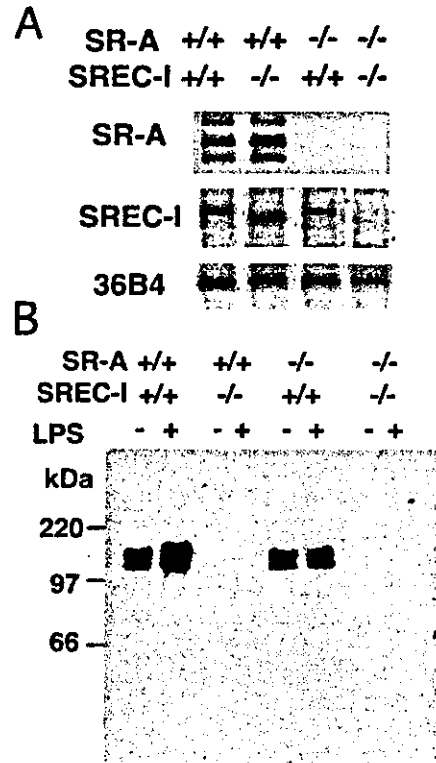 A
SR-A +/+ +/+ -/- -/-
SREC-I +/+ -/- +/+ -/-
SR-A
SREC-I
36B4
B
SR-A +/+ +/+ -/- -/-
SREC-I +/+ -/- +/+ -/-
LPS - + - + - + - +
kDa
220
97
66